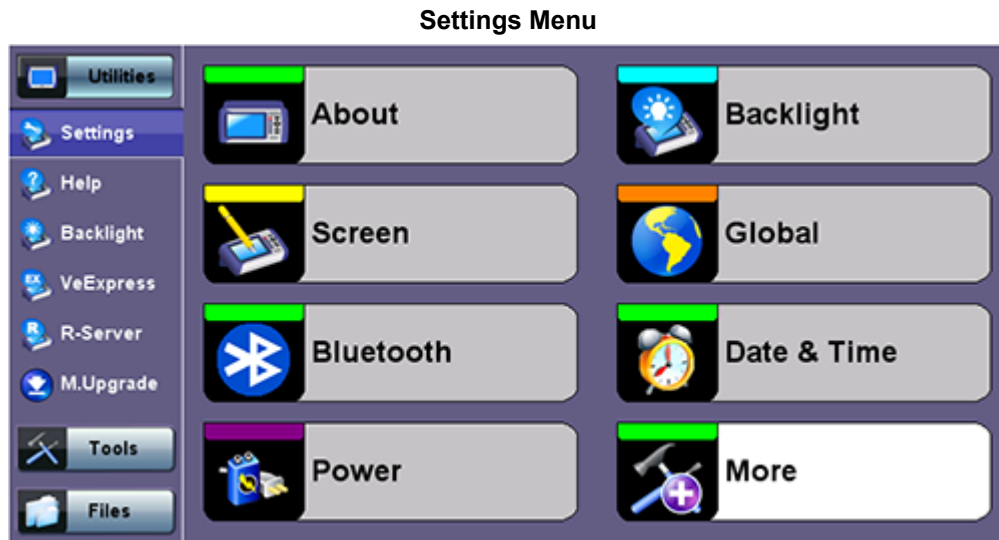 Settings Menu
Utilities
Settings
Help
Backlight
EX
VeExpress
R
R-Server
M.Upgrade
Tools
Files
About
Backlight
Screen
Global
Bluetooth
Date & Time
Power
More